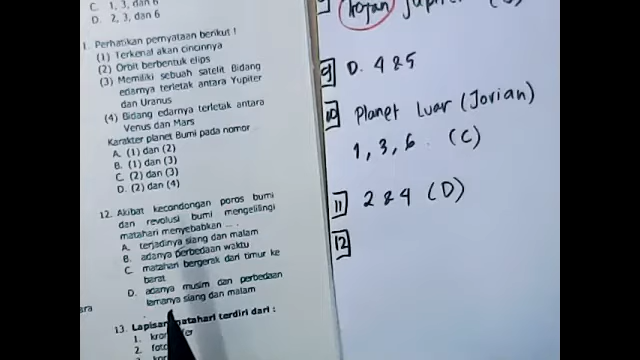 C. 1, 3, dan 6
D. 2, 3, dan 6
1. Perhatikan pernyataan berikut !
(1) Terkenal akan cincinnya
(2) Orbit berbentuk elips
(3) Memiliki sebuah satelit Bidang
edarnya terletak antara Yupiter
dan Uranus
(4) Bidang edarnya terletak antara
Venus dan Mars
Karakter planet Bumi pada nomor
A. (1) dan (2)
B. (1) dan (3)
C. (2) dan (3)
D. (2) dan (4)
12. Akibat kecondongan poros bumi
dan revolusi bumi mengelilingi
matahari menyebabkan ... .
A. terjadinya siang dan malam
B. adanya perbedaan waktu
C. matahari bergerak dari timur ke
barat
D. adanya musim dan perbedaan
lamanya siang dan malam
13. Lapisan matahari terdiri dari :
1.
2.
3.
9 D. 4 & 5
10 Planet Luar (Jorian)
1, 3, 6. (C)
11 2 & 4 (D)
12